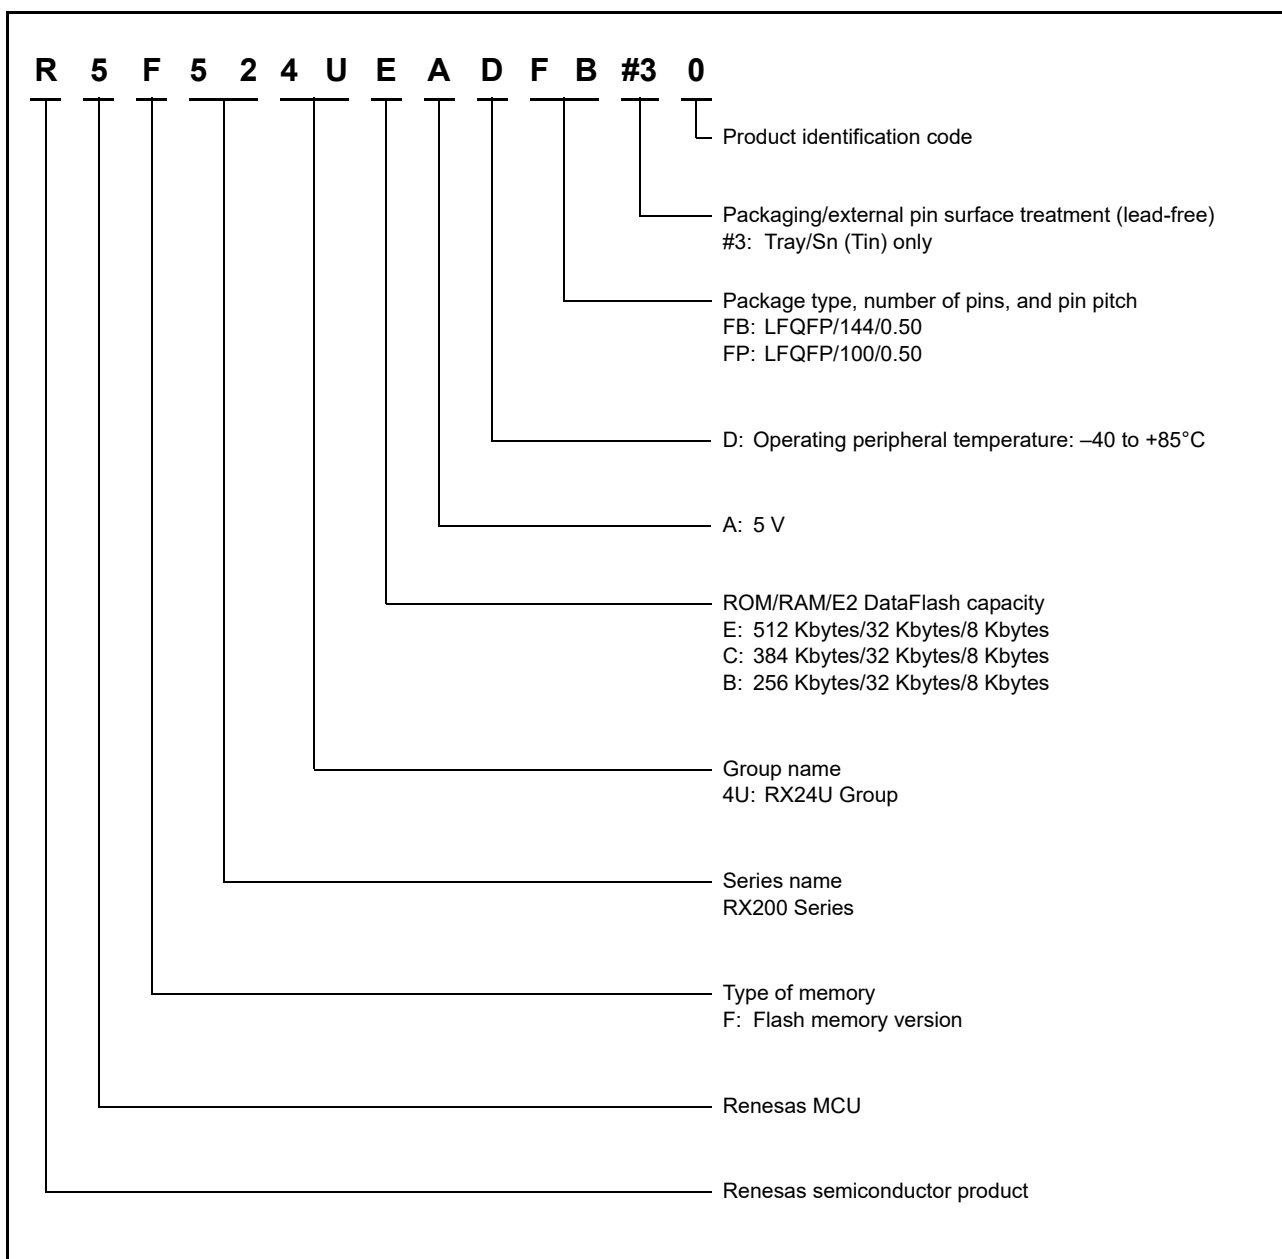 R 5 F 5 2 4 U E A D F B #3 0
Product identification code
Packaging/external pin surface treatment (lead-free)
#3: Tray/Sn (Tin) only
Package type, number of pins, and pin pitch
FB: LFQFP/144/0.50
FP: LFQFP/100/0.50
D: Operating peripheral temperature: –40 to +85°C
A: 5 V
ROM/RAM/E2 DataFlash capacity
E: 512 Kbytes/32 Kbytes/8 Kbytes
C: 384 Kbytes/32 Kbytes/8 Kbytes
B: 256 Kbytes/32 Kbytes/8 Kbytes
Group name
4U: RX24U Group
Series name
RX200 Series
Type of memory
F: Flash memory version
Renesas MCU
Renesas semiconductor product